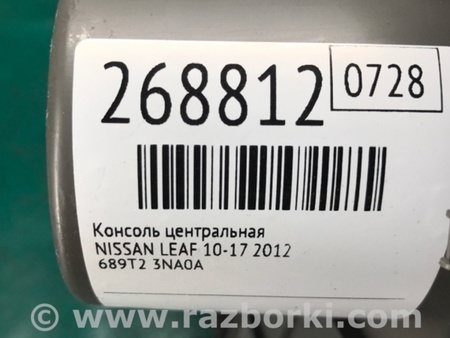 268812 0728
Консоль центральная
NISSAN LEAF 10-17 2012
689T2 3NA0A
© www.razborki.com